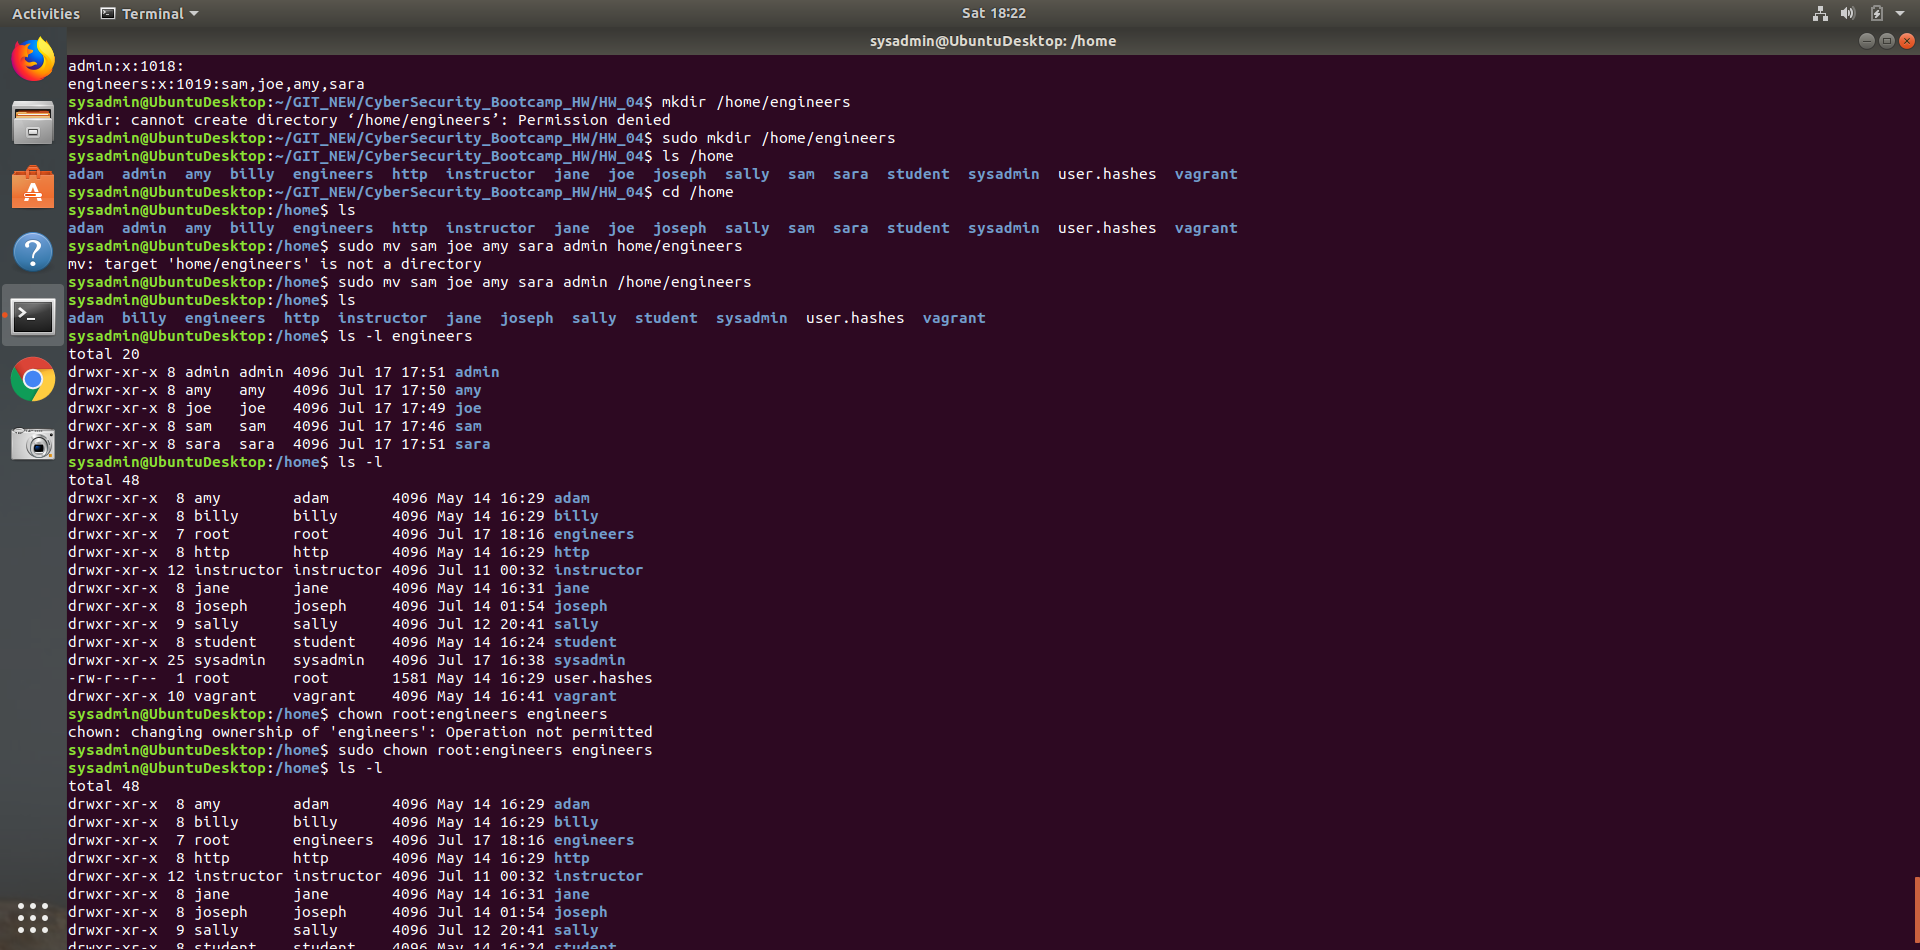 Activities Terminal Sat 18:22
sysadmin@UbuntuDesktop: /home
admin:x:1018:
engineers:x:1019:sam,joe,amy,sara
sysadmin@UbuntuDesktop:~/GIT_NEW/CyberSecurity_Bootcamp_HW/HW_04$ mkdir /home/engineers
mkdir: cannot create directory ‘/home/engineers’: Permission denied
sysadmin@UbuntuDesktop:~/GIT_NEW/CyberSecurity_Bootcamp_HW/HW_04$ sudo mkdir /home/engineers
sysadmin@UbuntuDesktop:~/GIT_NEW/CyberSecurity_Bootcamp_HW/HW_04$ ls /home
adam  admin  amy  billy  engineers  http  instructor  jane  joe  joseph  sally  sam  sara  student  sysadmin  user.hashes  vagrant
sysadmin@UbuntuDesktop:~/GIT_NEW/CyberSecurity_Bootcamp_HW/HW_04$ cd /home
sysadmin@UbuntuDesktop:/home$ ls
adam  admin  amy  billy  engineers  http  instructor  jane  joe  joseph  sally  sam  sara  student  sysadmin  user.hashes  vagrant
sysadmin@UbuntuDesktop:/home$ sudo mv sam joe amy sara admin home/engineers
mv: target 'home/engineers' is not a directory
sysadmin@UbuntuDesktop:/home$ sudo mv sam joe amy sara admin /home/engineers
sysadmin@UbuntuDesktop:/home$ ls
adam  billy  engineers  http  instructor  jane  joseph  sally  student  sysadmin  user.hashes  vagrant
sysadmin@UbuntuDesktop:/home$ ls -l engineers
total 20
drwxr-xr-x 8 admin admin 4096 Jul 17 17:51 admin
drwxr-xr-x 8 amy   amy   4096 Jul 17 17:50 amy
drwxr-xr-x 8 joe   joe   4096 Jul 17 17:49 joe
drwxr-xr-x 8 sam   sam   4096 Jul 17 17:46 sam
drwxr-xr-x 8 sara  sara  4096 Jul 17 17:51 sara
sysadmin@UbuntuDesktop:/home$ ls -l
total 48
drwxr-xr-x  8 amy        adam       4096 May 14 16:29 adam
drwxr-xr-x  8 billy      billy      4096 May 14 16:29 billy
drwxr-xr-x  7 root       root       4096 Jul 17 18:16 engineers
drwxr-xr-x  8 http       http       4096 May 14 16:29 http
drwxr-xr-x 12 instructor instructor 4096 Jul 11 00:32 instructor
drwxr-xr-x  8 jane       jane       4096 May 14 16:31 jane
drwxr-xr-x  8 joseph     joseph     4096 Jul 14 01:54 joseph
drwxr-xr-x  9 sally      sally      4096 Jul 12 20:41 sally
drwxr-xr-x  8 student    student    4096 May 14 16:24 student
drwxr-xr-x 25 sysadmin   sysadmin   4096 Jul 17 16:38 sysadmin
-rw-r--r--  1 root       root       1581 May 14 16:29 user.hashes
drwxr-xr-x 10 vagrant    vagrant    4096 May 14 16:41 vagrant
sysadmin@UbuntuDesktop:/home$ chown root:engineers engineers
chown: changing ownership of 'engineers': Operation not permitted
sysadmin@UbuntuDesktop:/home$ sudo chown root:engineers engineers
sysadmin@UbuntuDesktop:/home$ ls -l
total 48
drwxr-xr-x  8 amy        adam       4096 May 14 16:29 adam
drwxr-xr-x  8 billy      billy      4096 May 14 16:29 billy
drwxr-xr-x  7 root       engineers  4096 Jul 17 18:16 engineers
drwxr-xr-x  8 http       http       4096 May 14 16:29 http
drwxr-xr-x 12 instructor instructor 4096 Jul 11 00:32 instructor
drwxr-xr-x  8 jane       jane       4096 May 14 16:31 jane
drwxr-xr-x  8 joseph     joseph     4096 Jul 14 01:54 joseph
drwxr-xr-x  9 sally      sally      4096 Jul 12 20:41 sally
drwxr-xr-x  8 student    student    4096 May 14 16:24 student